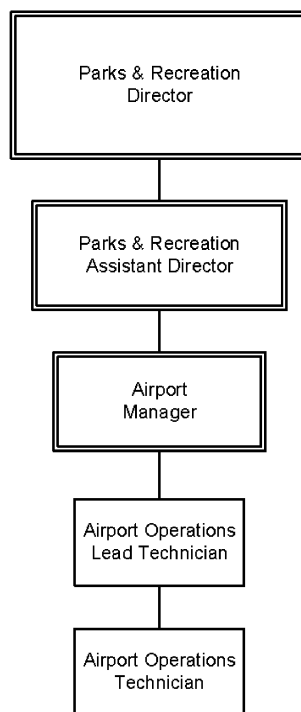 Parks & Recreation
Director
Parks & Recreation
Assistant Director
Airport
Manager
Airport Operations
Lead Technician
Airport Operations
Technician